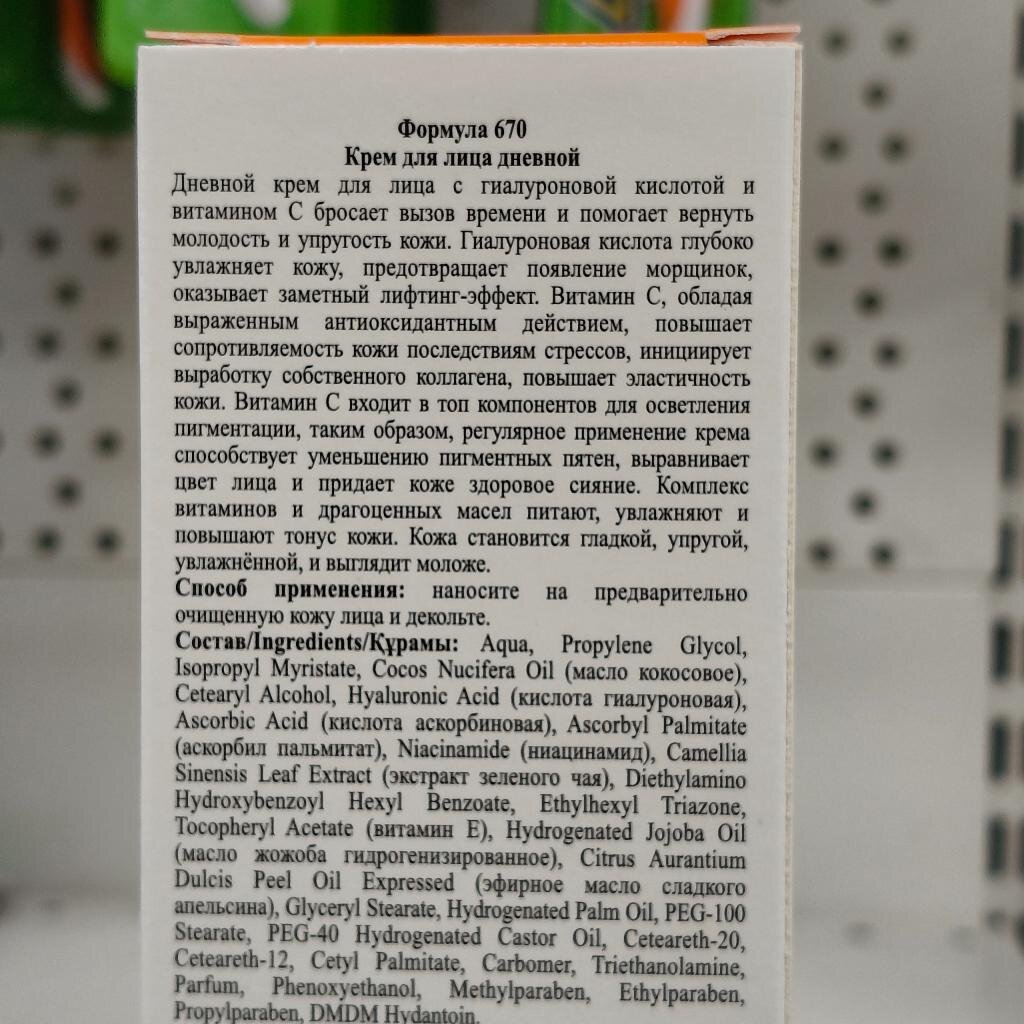 Формула 670
Крем для лица дневной
Дневной крем для лица с гиалуроновой кислотой и
витамином С бросает вызов времени и помогает вернуть
молодость и упругость кожи. Гиалуроновая кислота глубоко
увлажняет кожу, предотвращает появление морщинок,
оказывает заметный лифтинг-эффект. Витамин С, обладая
выраженным антиоксидантным действием, повышает
сопротивляемость кожи последствиям стрессов, инициирует
выработку собственного коллагена, повышает эластичность
кожи. Витамин С входит в топ компонентов для осветления
пигментации, таким образом, регулярное применение крема
способствует уменьшению пигментных пятен, выравнивает
цвет лица и придает коже здоровое сияние. Комплекс
витаминов и драгоценных масел питают, увлажняют и
повышают тонус кожи. Кожа становится гладкой, упругой,
увлажнённой, и выглядит моложе.
Способ применения: наносите на предварительно
очищенную кожу лица и декольте.
Состав/Ingredients/Құрамы: Aqua, Propylene Glycol,
Isopropyl Myristate, Cocos Nucifera Oil (масло кокосовое),
Cetearyl Alcohol, Hyaluronic Acid (кислота гиалуроновая),
Ascorbic Acid (кислота аскорбиновая), Ascorbyl Palmitate
(аскорбил пальмитат), Niacinamide (ниацинамид), Camellia
Sinensis Leaf Extract (экстракт зеленого чая), Diethylamino
Hydroxybenzoyl Hexyl Benzoate, Ethylhexyl Triazone,
Tocopheryl Acetate (витамин Е), Hydrogenated Jojoba Oil
(масло жожоба гидрогенизированное), Citrus Aurantium
Dulcis Peel Oil Expressed (эфирное масло сладкого
апельсина), Glyceryl Stearate, Hydrogenated Palm Oil, PEG-100
Stearate, PEG-40 Hydrogenated Castor Oil, Ceteareth-20,
Ceteareth-12, Cetyl Palmitate, Carbomer, Triethanolamine,
Parfum, Phenoxyethanol, Methylparaben, Ethylparaben,
Propylparaben, DMDM Hydantoin.